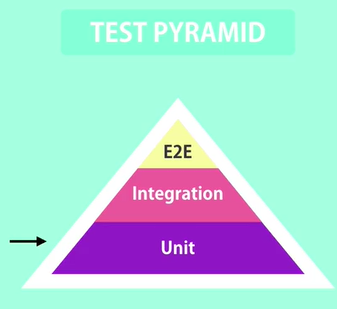 TEST PYRAMID
E2E
Integration
Unit